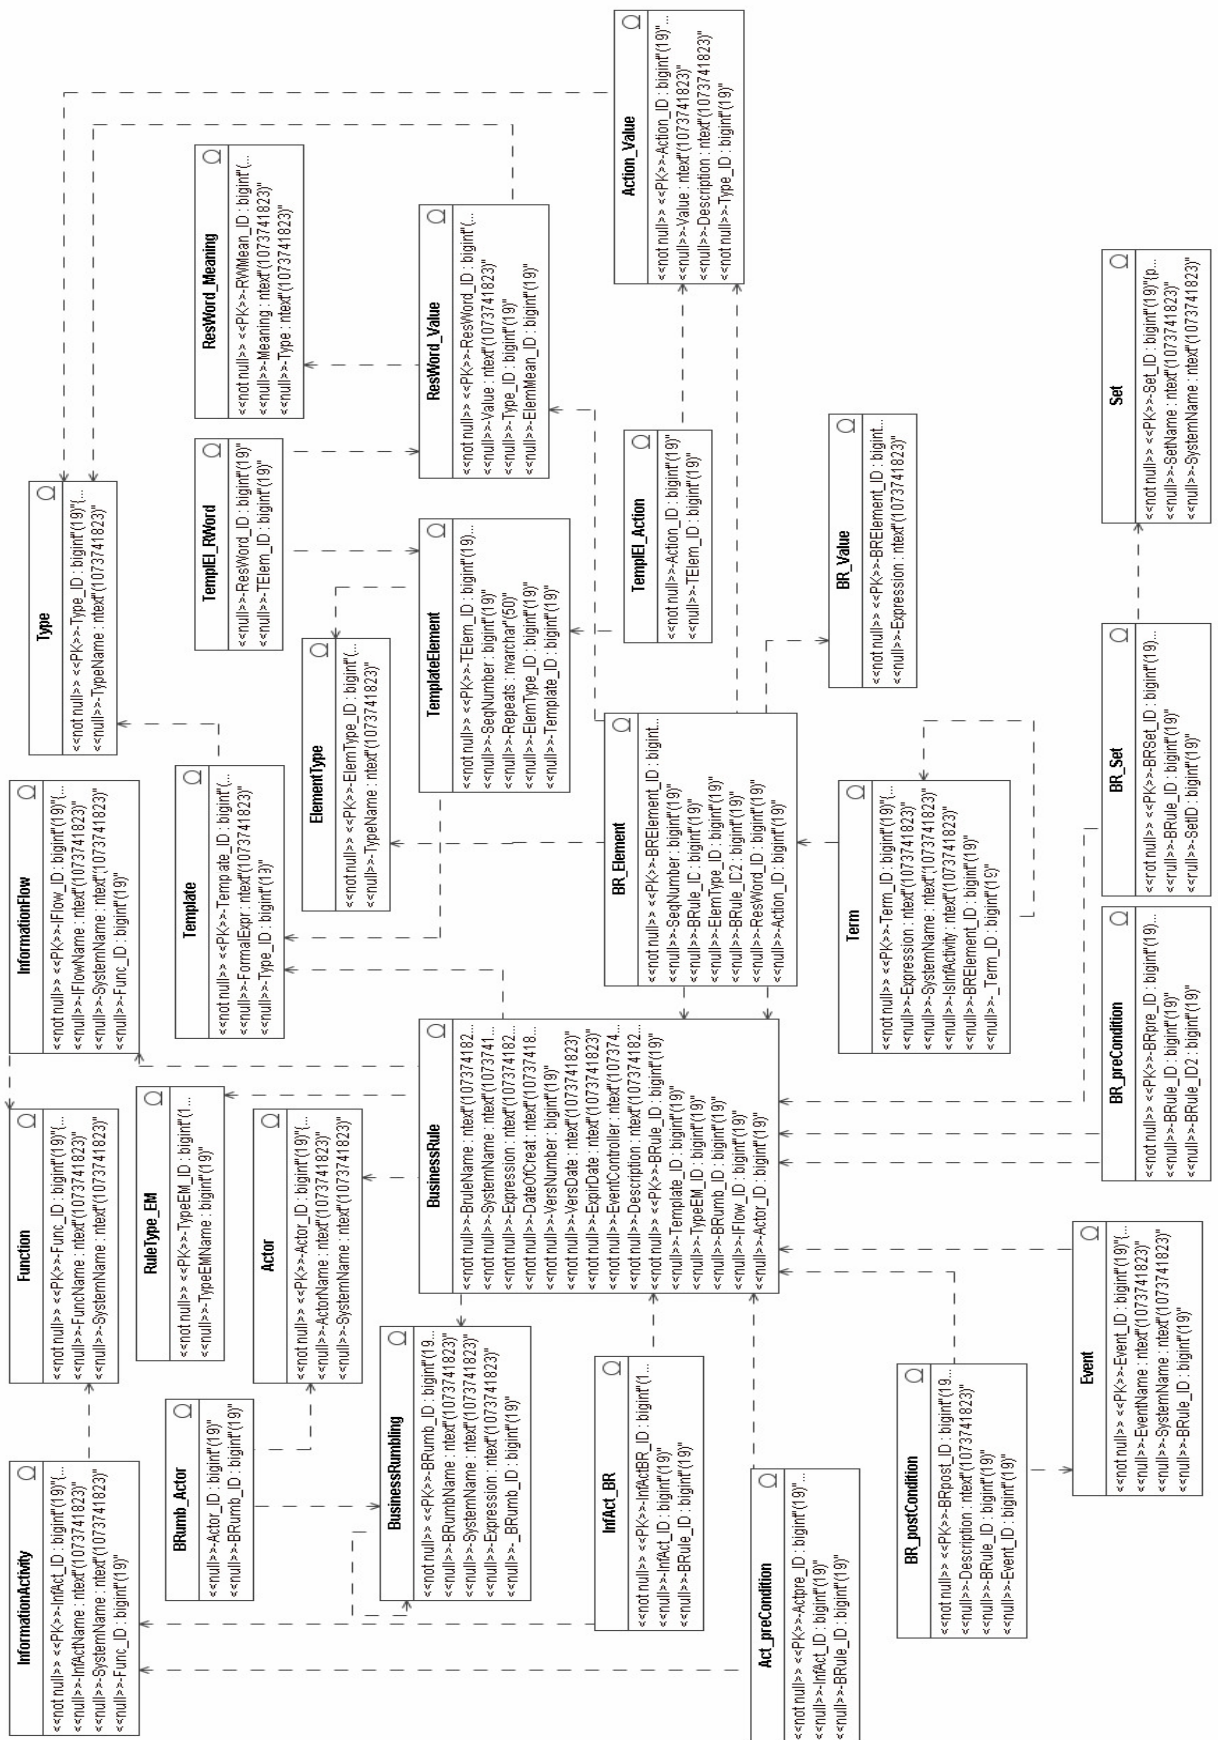 InformationActivity
<<not null>> <<PK>>-InfAct_ID : bigint"(19)"{...
<<null>>-InfActName : ntext"(1073741823)"
<<null>>-SystemName : ntext"(1073741823)"
<<null>>-Func_ID : bigint"(19)"
Function
<<not null>> <<PK>>-Func_ID : bigint"(19)"{...
<<null>>-FuncName : ntext"(1073741823)"
<<null>>-SystemName : ntext"(1073741823)"
InformationFlow
<<not null>> <<PK>>-IFlow_ID : bigint"(19)"{...
<<null>>-IFlowName : ntext"(1073741823)"
<<null>>-SystemName : ntext"(1073741823)"
<<null>>-Func_ID : bigint"(19)"
Type
<<not null>> <<PK>>-Type_ID : bigint"(19)"{...
<<null>>-TypeName : ntext"(1073741823)"
BRumb_Actor
<<null>>-Actor_ID : bigint"(19)"
<<null>>-BRumb_ID : bigint"(19)"
RuleType_EM
<<not null>> <<PK>>-TypeEM_ID : bigint"(1...
<<null>>-TypeEMName : bigint"(19)"
Actor
<<not null>> <<PK>>-Actor_ID : bigint"(19)"{...
<<null>>-ActorName : ntext"(1073741823)"
<<null>>-SystemName : ntext"(1073741823)"
Template
<<not null>> <<PK>>-Template_ID : bigint"(...
<<null>>-FormalExpr : ntext"(1073741823)"
<<null>>-Type_ID : bigint"(19)"
ElementType
<<not null>> <<PK>>-ElemType_ID : bigint"(...
<<null>>-TypeName : ntext"(1073741823)"
TemplEl_RWord
<<null>>-ResWord_ID : bigint"(19)"
<<null>>-TElem_ID : bigint"(19)"
ResWord_Meaning
<<not null>> <<PK>>-RWMean_ID : bigint"(...
<<null>>-Meaning : ntext"(1073741823)"
<<null>>-Type : ntext"(1073741823)"
BusinessRumbling
<<not null>> <<PK>>-BRumb_ID : bigint"(19...
<<null>>-BRumbName : ntext"(1073741823)"
<<null>>-SystemName : ntext"(1073741823)"
<<null>>-Expression : ntext"(1073741823)"
<<null>>-_BRumb_ID : bigint"(19)"
BusinessRule
<<not null>>-BruleName : ntext"(107374182...
<<not null>>-SystemName : ntext"(1073741...
<<not null>>-Expression : ntext"(107374182...
<<not null>>-DateOfCreat : ntext"(10737418...
<<not null>>-VersNumber : bigint"(19)"
<<not null>>-VersDate : ntext"(1073741823)"
<<not null>>-ExpirDate : ntext"(1073741823)"
<<not null>>-EventController : ntext"(107374...
<<not null>>-Description : ntext"(107374182...
<<not null>> <<PK>>-BRule_ID : bigint"(19)"
<<null>>-Template_ID : bigint"(19)"
<<null>>-TypeEM_ID : bigint"(19)"
<<null>>-BRumb_ID : bigint"(19)"
<<null>>-IFlow_ID : bigint"(19)"
<<null>>-Actor_ID : bigint"(19)"
TemplateElement
<<not null>> <<PK>>-TElem_ID : bigint"(19)...
<<null>>-SeqNumber : bigint"(19)"
<<null>>-Repeats : nvarchar"(50)"
<<null>>-ElemType_ID : bigint"(19)"
<<null>>-Template_ID : bigint"(19)"
ResWord_Value
<<not null>> <<PK>>-ResWord_ID : bigint"(...
<<null>>-Value : ntext"(1073741823)"
<<null>>-Type_ID : bigint"(19)"
<<null>>-ElemMean_ID : bigint"(19)"
InfAct_BR
<<not null>> <<PK>>-InfActBR_ID : bigint"(1...
<<null>>-InfAct_ID : bigint"(19)"
<<null>>-BRule_ID : bigint"(19)"
BR_Element
<<not null>> <<PK>>-BRElement_ID : bigint...
<<null>>-SeqNumber : bigint"(19)"
<<null>>-BRule_ID : bigint"(19)"
<<null>>-ElemType_ID : bigint"(19)"
<<null>>-BRule_ID2 : bigint"(19)"
<<null>>-ResWord_ID : bigint"(19)"
<<null>>-Action_ID : bigint"(19)"
TemplEl_Action
<<not null>>-Action_ID : bigint"(19)"
<<null>>-TElem_ID : bigint"(19)"
Action_Value
<<not null>> <<PK>>-Action_ID : bigint"(19)"...
<<null>>-Value : ntext"(1073741823)"
<<null>>-Description : ntext"(1073741823)"
<<not null>>-Type_ID : bigint"(19)"
Act_preCondition
<<not null>> <<PK>>-Actpre_ID : bigint"(19)"...
<<null>>-InfAct_ID : bigint"(19)"
<<null>>-BRule_ID : bigint"(19)"
BR_postCondition
<<not null>> <<PK>>-BRpost_ID : bigint"(19...
<<null>>-Description : ntext"(1073741823)"
<<null>>-BRule_ID : bigint"(19)"
<<null>>-Event_ID : bigint"(19)"
Term
<<not null>> <<PK>>-Term_ID : bigint"(19)"{...
<<null>>-Expression : ntext"(1073741823)"
<<null>>-SystemName : ntext"(1073741823)"
<<null>>-IsInfActivity : ntext"(1073741823)"
<<null>>-BRElement_ID : bigint"(19)"
<<null>>-_Term_ID : bigint"(19)"
BR_Value
<<not null>> <<PK>>-BRElement_ID : bigint...
<<null>>-Expression : ntext"(1073741823)"
Event
<<not null>> <<PK>>-Event_ID : bigint"(19)"{...
<<null>>-EventName : ntext"(1073741823)"
<<null>>-SystemName : ntext"(1073741823)"
<<null>>-BRule_ID : bigint"(19)"
BR_preCondition
<<not null>> <<PK>>-BRpre_ID : bigint"(19)...
<<null>>-BRule_ID : bigint"(19)"
<<null>>-BRule_ID2 : bigint"(19)"
BR_Set
<<not null>> <<PK>>-BRSet_ID : bigint"(19)...
<<null>>-BRule_ID : bigint"(19)"
<<null>>-SetID : bigint"(19)"
Set
<<not null>> <<PK>>-Set_ID : bigint"(19)"{p...
<<null>>-SetName : ntext"(1073741823)"
<<null>>-SystemName : ntext"(1073741823)"